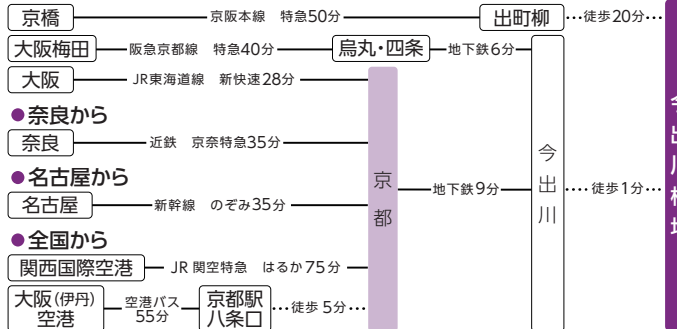 京橋 京阪本線 特急50分 出町柳 …徒歩20分…
大阪梅田 阪急京都線 特急40分 烏丸・四条 地下鉄6分
大阪 JR東海道線 新快速28分
●奈良から
奈良 近鉄 京奈特急35分
●名古屋から
名古屋 新幹線 のぞみ35分
京都 地下鉄9分 今出川 …徒歩1分…
●全国から
関西国際空港 JR 関空特急 はるか75分
大阪(伊丹)空港 空港バス55分 京都駅八条口 …徒歩5分…
今出川